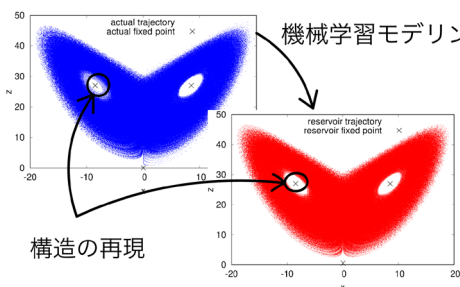 actual trajectory
actual fixed point
機械学習モデリン
50
40
30
20
10
0
z
-20
-10
0
10
reservoir trajectory
reservoir fixed point
50
40
30
20
10
0
z
-20
-10
0
10
20
構造の再現